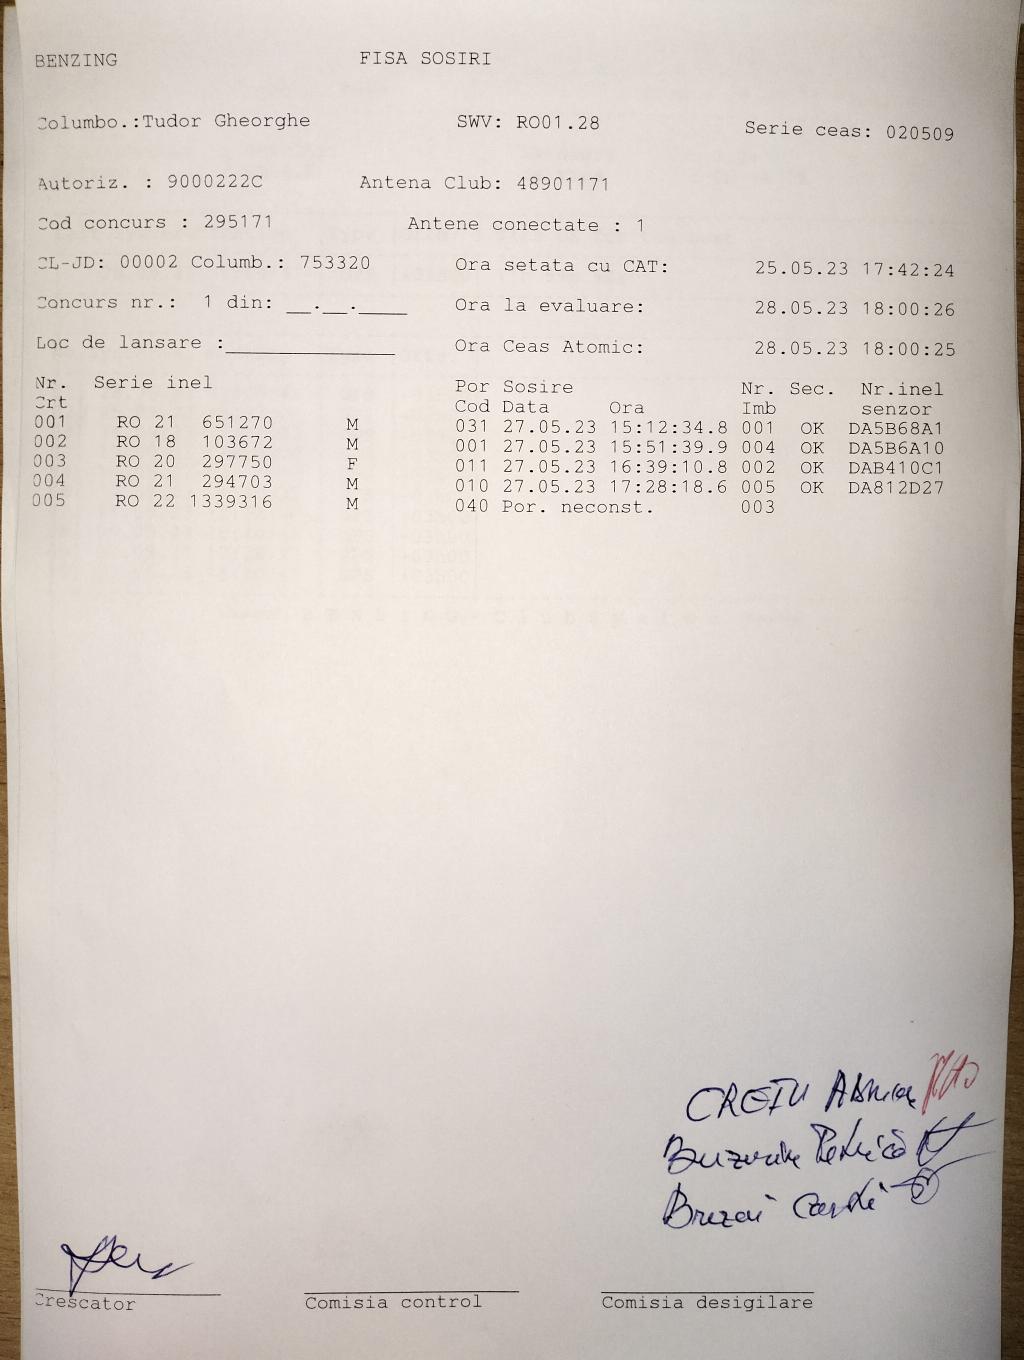 BENZING FISA SOSIRI
Columbo.:Tudor Gheorghe SWV: RO01.28 Serie ceas: 020509
Autoriz. : 9000222C Antena Club: 48901171
Cod concurs : 295171 Antene conectate : 1
CL-JD: 00002 Columb.: 753320 Ora setata cu CAT: 25.05.23 17:42:24
Concurs nr.: 1 din: __.__.____ Ora la evaluare: 28.05.23 18:00:26
Loc de lansare :______________ Ora Ceas Atomic: 28.05.23 18:00:25
Nr. Serie inel Por Sosire Nr. Sec. Nr.inel
Crt Cod Data Ora Imb senzor
001 RO 21 651270 M 031 27.05.23 15:12:34.8 001 OK DA5B68A1
002 RO 18 103672 M 001 27.05.23 15:51:39.9 004 OK DA5B6A10
003 RO 20 297750 F 011 27.05.23 16:39:10.8 002 OK DAB410C1
004 RO 21 294703 M 010 27.05.23 17:28:18.6 005 OK DA812D27
005 RO 22 1339316 M 040 Por. neconst. 003
CREȚU
Crescator Comisia control Comisia desigilare